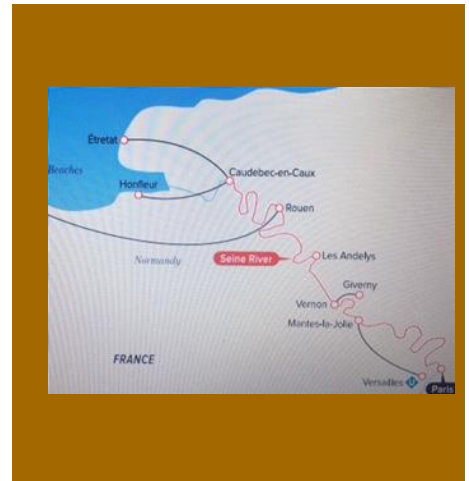 Étretat
Beaches
Caudebec-en-Caux
Honfleur
Rouen
Normandy
Seine River
Les Andelys
Giverny
Vernon
Mantes-la-Jolie
FRANCE
Versailles
Paris